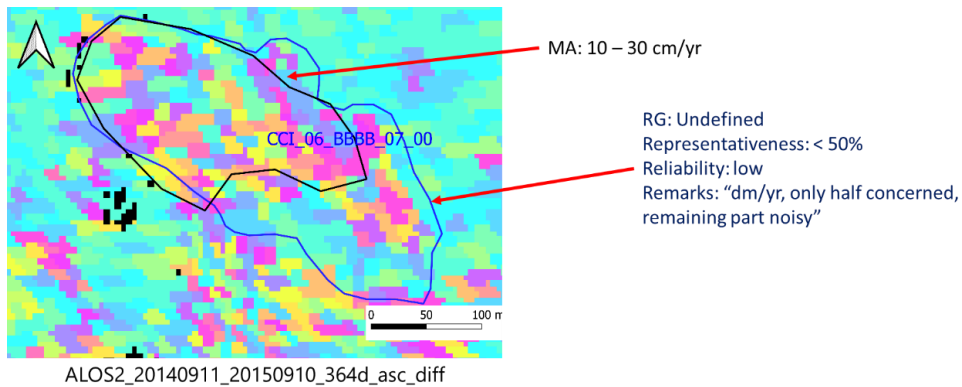 MA: 10 – 30 cm/yr
CCI_06_BBBB_07_00
RG: Undefined
Representativeness: < 50%
Reliability: low
Remarks: “dm/yr, only half concerned,
remaining part noisy”
0 50 100 m
ALOS2_20140911_20150910_364d_asc_diff